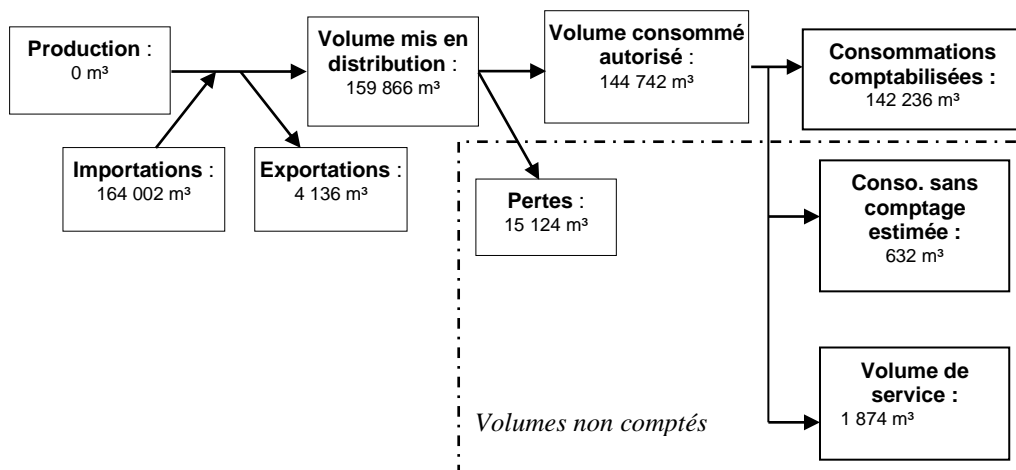 Production :
0 m³
Volume mis en
distribution :
159 866 m³
Volume consommé
autorisé :
144 742 m³
Consommations
comptabilisées :
142 236 m³
Importations :
164 002 m³
Exportations :
4 136 m³
Pertes :
15 124 m³
Conso. sans
comptage
estimée :
632 m³
Volume de
service :
1 874 m³
Volumes non comptés